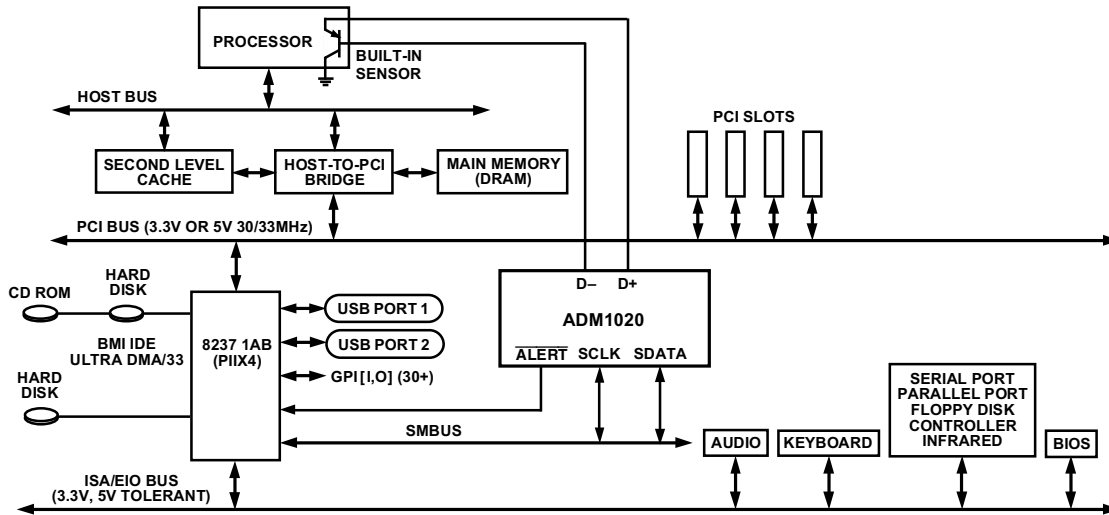 PROCESSOR
BUILT-IN
SENSOR
HOST BUS
PCI SLOTS
SECOND LEVEL
CACHE
HOST-TO-PCI
BRIDGE
MAIN MEMORY
(DRAM)
PCI BUS (3.3V OR 5V 30/33MHz)
D– D+
ADM1020
ALERT SCLK SDATA
CD ROM
HARD
DISK
BMI IDE
ULTRA DMA/33
HARD
DISK
8237 1AB
(PIIX4)
USB PORT 1
USB PORT 2
GPI[I,O] (30+)
SMBUS
AUDIO
KEYBOARD
SERIAL PORT
PARALLEL PORT
FLOPPY DISK
CONTROLLER
INFRARED
BIOS
ISA/EIO BUS
(3.3V, 5V TOLERANT)